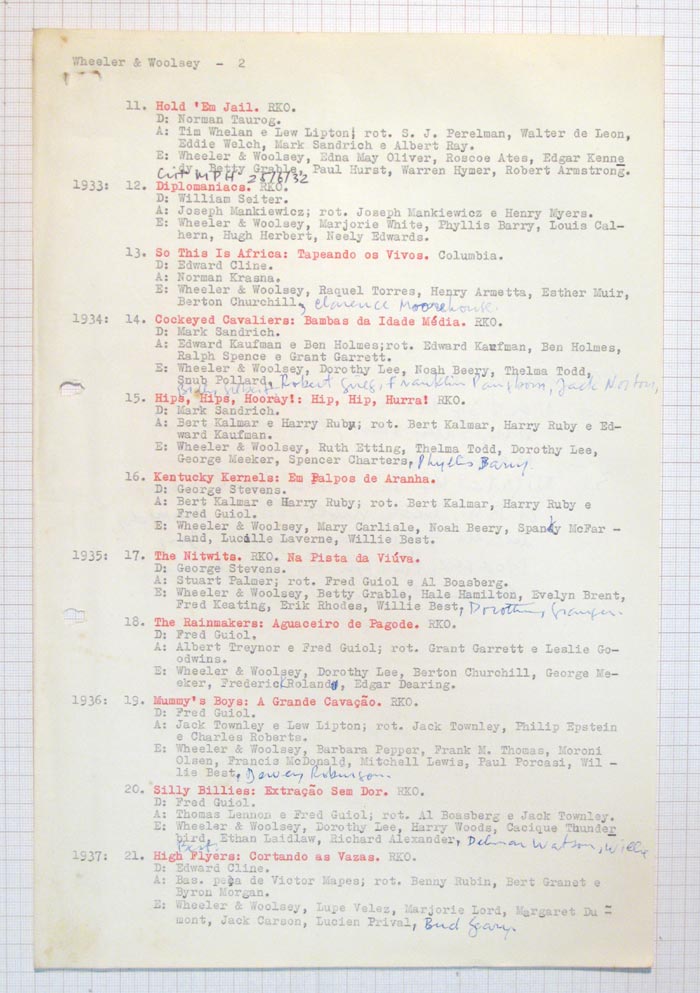 Wheeler & Woolsey - 2
11. Hold 'Em Jail. RKO.
D: Norman Taurog.
A: Tim Whelan e Lew Lipton; rot. S. J. Perelman, Walter de Leon,
Eddie Welch, Mark Sandrich e Albert Ray.
E: Wheeler & Woolsey, Edna May Oliver, Roscoe Ates, Edgar Kenne
dy, Betty Grable, Paul Hurst, Warren Hymer, Robert Armstrong.
Crit MPH 25/6/32
1933: 12. Diplomaniacs. RKO.
D: William Seiter.
A: Joseph Mankiewicz; rot. Joseph Mankiewicz e Henry Myers.
E: Wheeler & Woolsey, Marjorie White, Phyllis Barry, Louis Cal-
hern, Hugh Herbert, Neely Edwards.
13. So This Is Africa: Tapeando os Vivos. Columbia.
D: Edward Cline.
A: Norman Krasna.
E: Wheeler & Woolsey, Raquel Torres, Henry Armetta, Esther Muir,
Berton Churchill, Clarence Moorehouse.
1934: 14. Cockeyed Cavaliers: Bambas da Idade Média. RKO.
D: Mark Sandrich.
A: Edward Kaufman e Ben Holmes;rot. Edward Kaufman, Ben Holmes,
Ralph Spence e Grant Garrett.
E: Wheeler & Woolsey, Dorothy Lee, Noah Beery, Thelma Todd,
Snub Pollard, Robert Greig, Franklin Pangborn, Jack Norton,
Billy Gilbert
15. Hips, Hips, Hooray!: Hip, Hip, Hurra! RKO.
D: Mark Sandrich.
A: Bert Kalmar e Harry Ruby; rot. Bert Kalmar, Harry Ruby e Ed-
ward Kaufman.
E: Wheeler & Woolsey, Ruth Etting, Thelma Todd, Dorothy Lee,
George Meeker, Spencer Charters, Phyllis Barry
16. Kentucky Kernels: Em Palpos de Aranha.
D: George Stevens.
A: Bert Kalmar e Harry Ruby; rot. Bert Kalmar, Harry Ruby e
Fred Guiol.
E: Wheeler & Woolsey, Mary Carlisle, Noah Beery, Spanky McFar -
land, Lucille Laverne, Willie Best.
1935: 17. The Nitwits. RKO. Na Pista da Viúva.
D: George Stevens.
A: Stuart Palmer; rot. Fred Guiol e Al Boasberg.
E: Wheeler & Woolsey, Betty Grable, Hale Hamilton, Evelyn Brent,
Fred Keating, Erik Rhodes, Willie Best, Dorothy Granger.
18. The Rainmakers: Aguaceiro de Pagode. RKO.
D: Fred Guiol.
A: Albert Treynor e Fred Guiol; rot. Grant Garrett e Leslie Go-
odwins.
E: Wheeler & Woolsey, Dorothy Lee, Berton Churchill, George Me-
eker, Frederick Roland, Edgar Dearing.
1936: 19. Mummy's Boys: A Grande Cavação. RKO.
D: Fred Guiol.
A: Jack Townley e Lew Lipton; rot. Jack Townley, Philip Epstein
e Charles Roberts.
E: Wheeler & Woolsey, Barbara Pepper, Frank M. Thomas, Moroni
Olsen, Francis McDonald, Mitchell Lewis, Paul Porcasi, Wil -
lie Best, Dewey Robinson.
20. Silly Billies: Extração Sem Dor. RKO.
D: Fred Guiol.
A: Thomas Lennon e Fred Guiol; rot. Al Boasberg e Jack Townley.
E: Wheeler & Woolsey, Dorothy Lee, Harry Woods, Cacique Thunder
bird, Ethan Laidlaw, Richard Alexander, Delmar Watson, Willie
Best.
1937: 21. High Flyers: Cortando as Vazas. RKO.
D: Edward Cline.
A: Bas. peça de Victor Mapes; rot. Benny Rubin, Bert Granet e
Byron Morgan.
E: Wheeler & Woolsey, Lupe Velez, Marjorie Lord, Margaret Du -
mont, Jack Carson, Lucien Prival, Bud Geary.